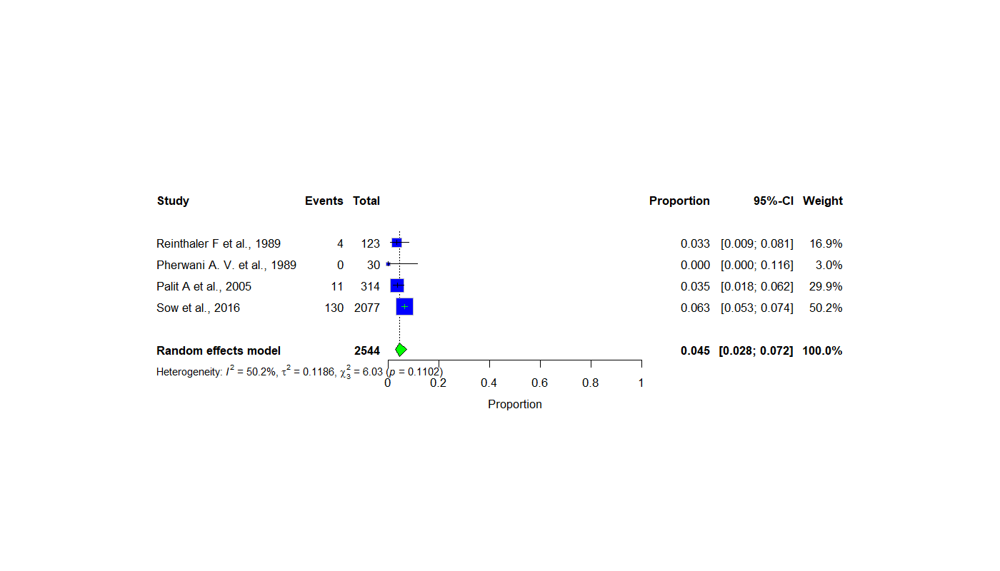 Study Events Total Proportion 95%-CI Weight
Reinthaler F et al., 1989 4 123 0.033 [0.009; 0.081] 16.9%
Pherwani A. V. et al., 1989 0 30 0.000 [0.000; 0.116] 3.0%
Palit A et al., 2005 11 314 0.035 [0.018; 0.062] 29.9%
Sow et al., 2016 130 2077 0.063 [0.053; 0.074] 50.2%
Random effects model 2544 0.045 [0.028; 0.072] 100.0%
Heterogeneity: I² = 50.2%, τ² = 0.1186, χ²₃ = 6.03 (p = 0.1102)
0 0.2 0.4 0.6 0.8 1
Proportion